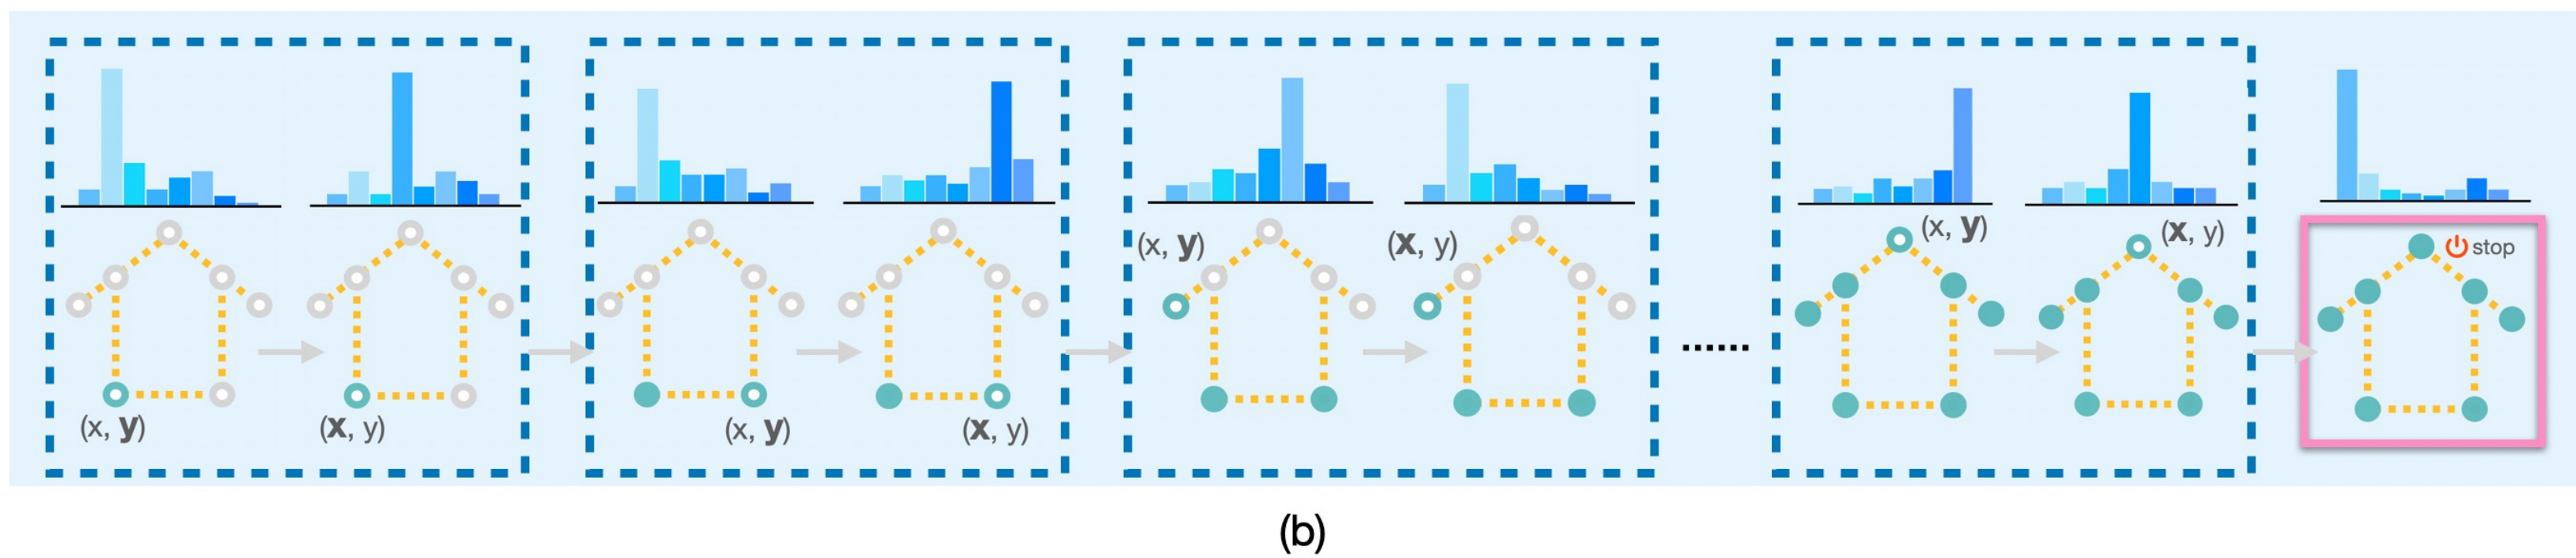 (x, y)
(x, y)
(x, y)
(x, y)
(x, y)
(x, y)
......
(x, y)
(x, y)
stop
(b)